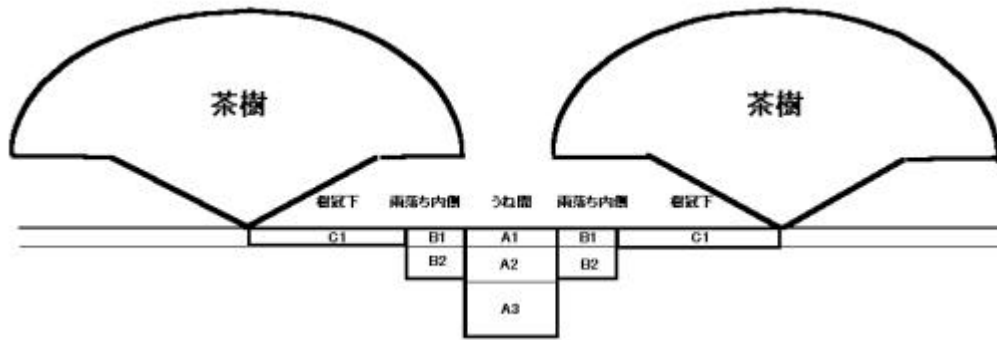 茶樹 茶樹
樹冠下 雨落ち内側 うね間 雨落ち内側 樹冠下
C1 B1 A1 B1 C1
B2 A2 B2
A3